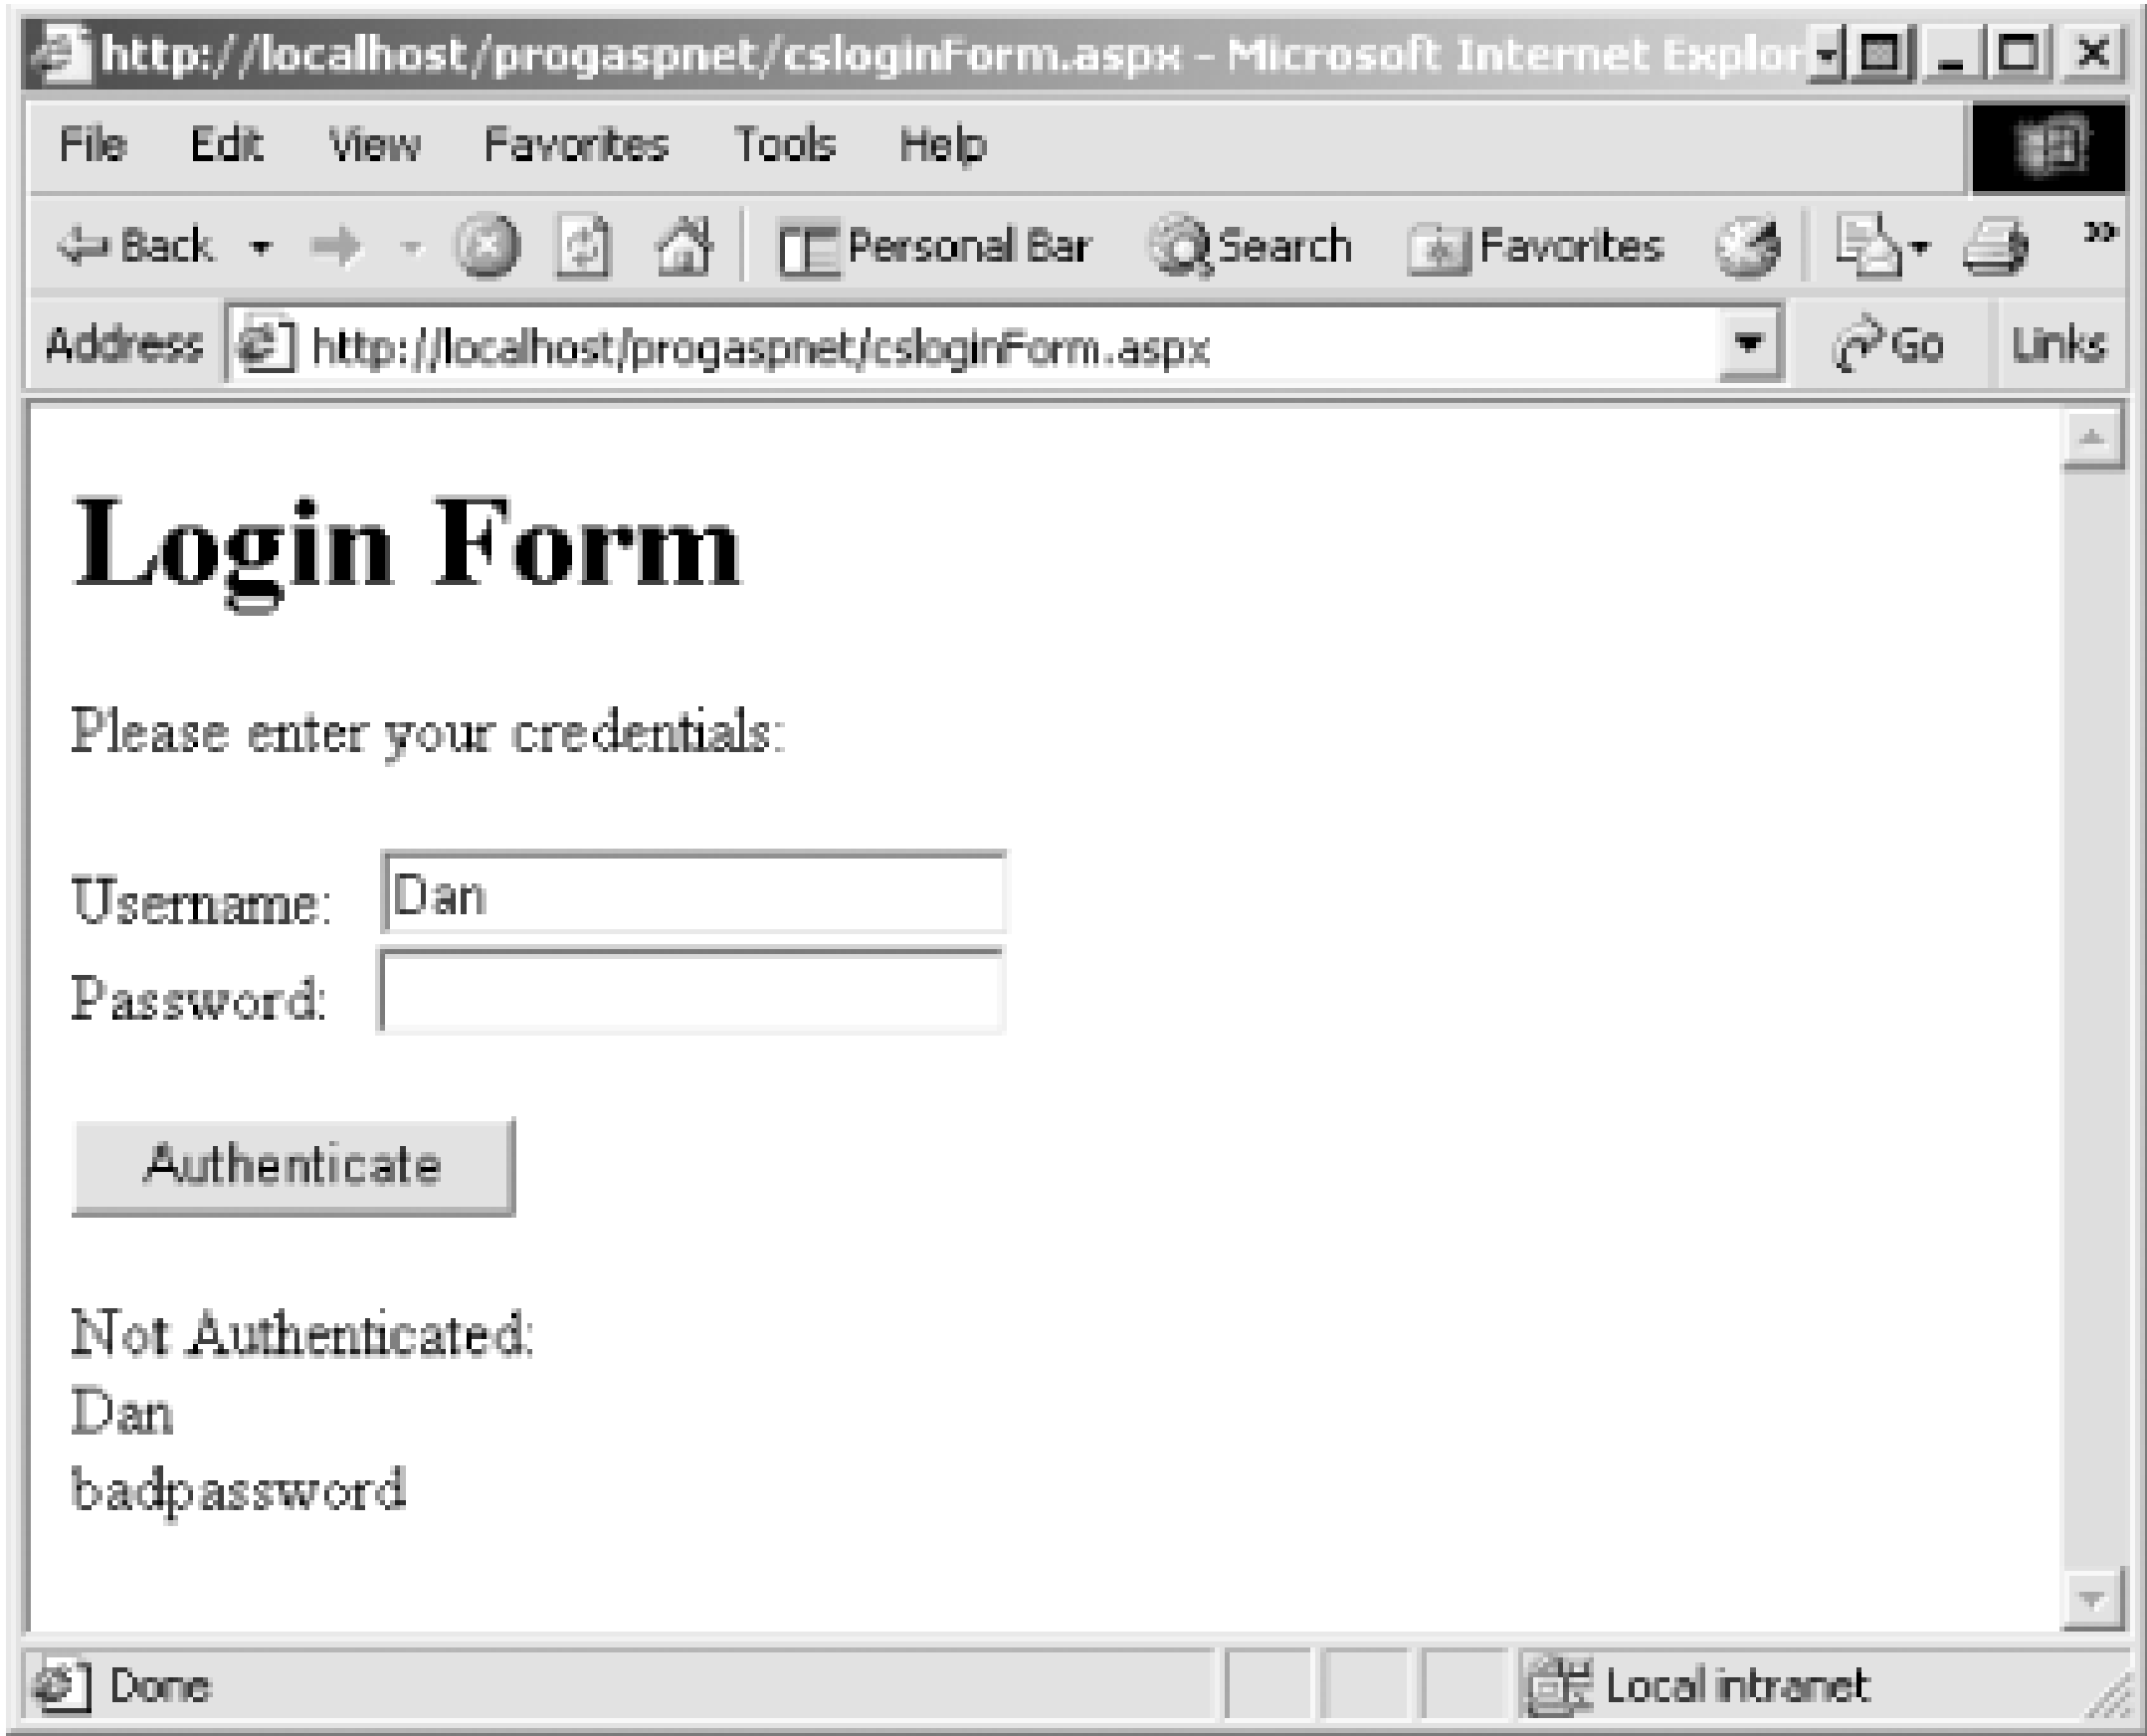 http://localhost/progaspnet/csloginForm.aspx - Microsoft Internet Explor
File Edit View Favorites Tools Help
Back Personal Bar Search Favorites »
Address http://localhost/progaspnet/csloginForm.aspx Go Links
Login Form
Please enter your credentials:
Username: Dan
Password:
Authenticate
Not Authenticated:
Dan
badpassword
Done Local intranet